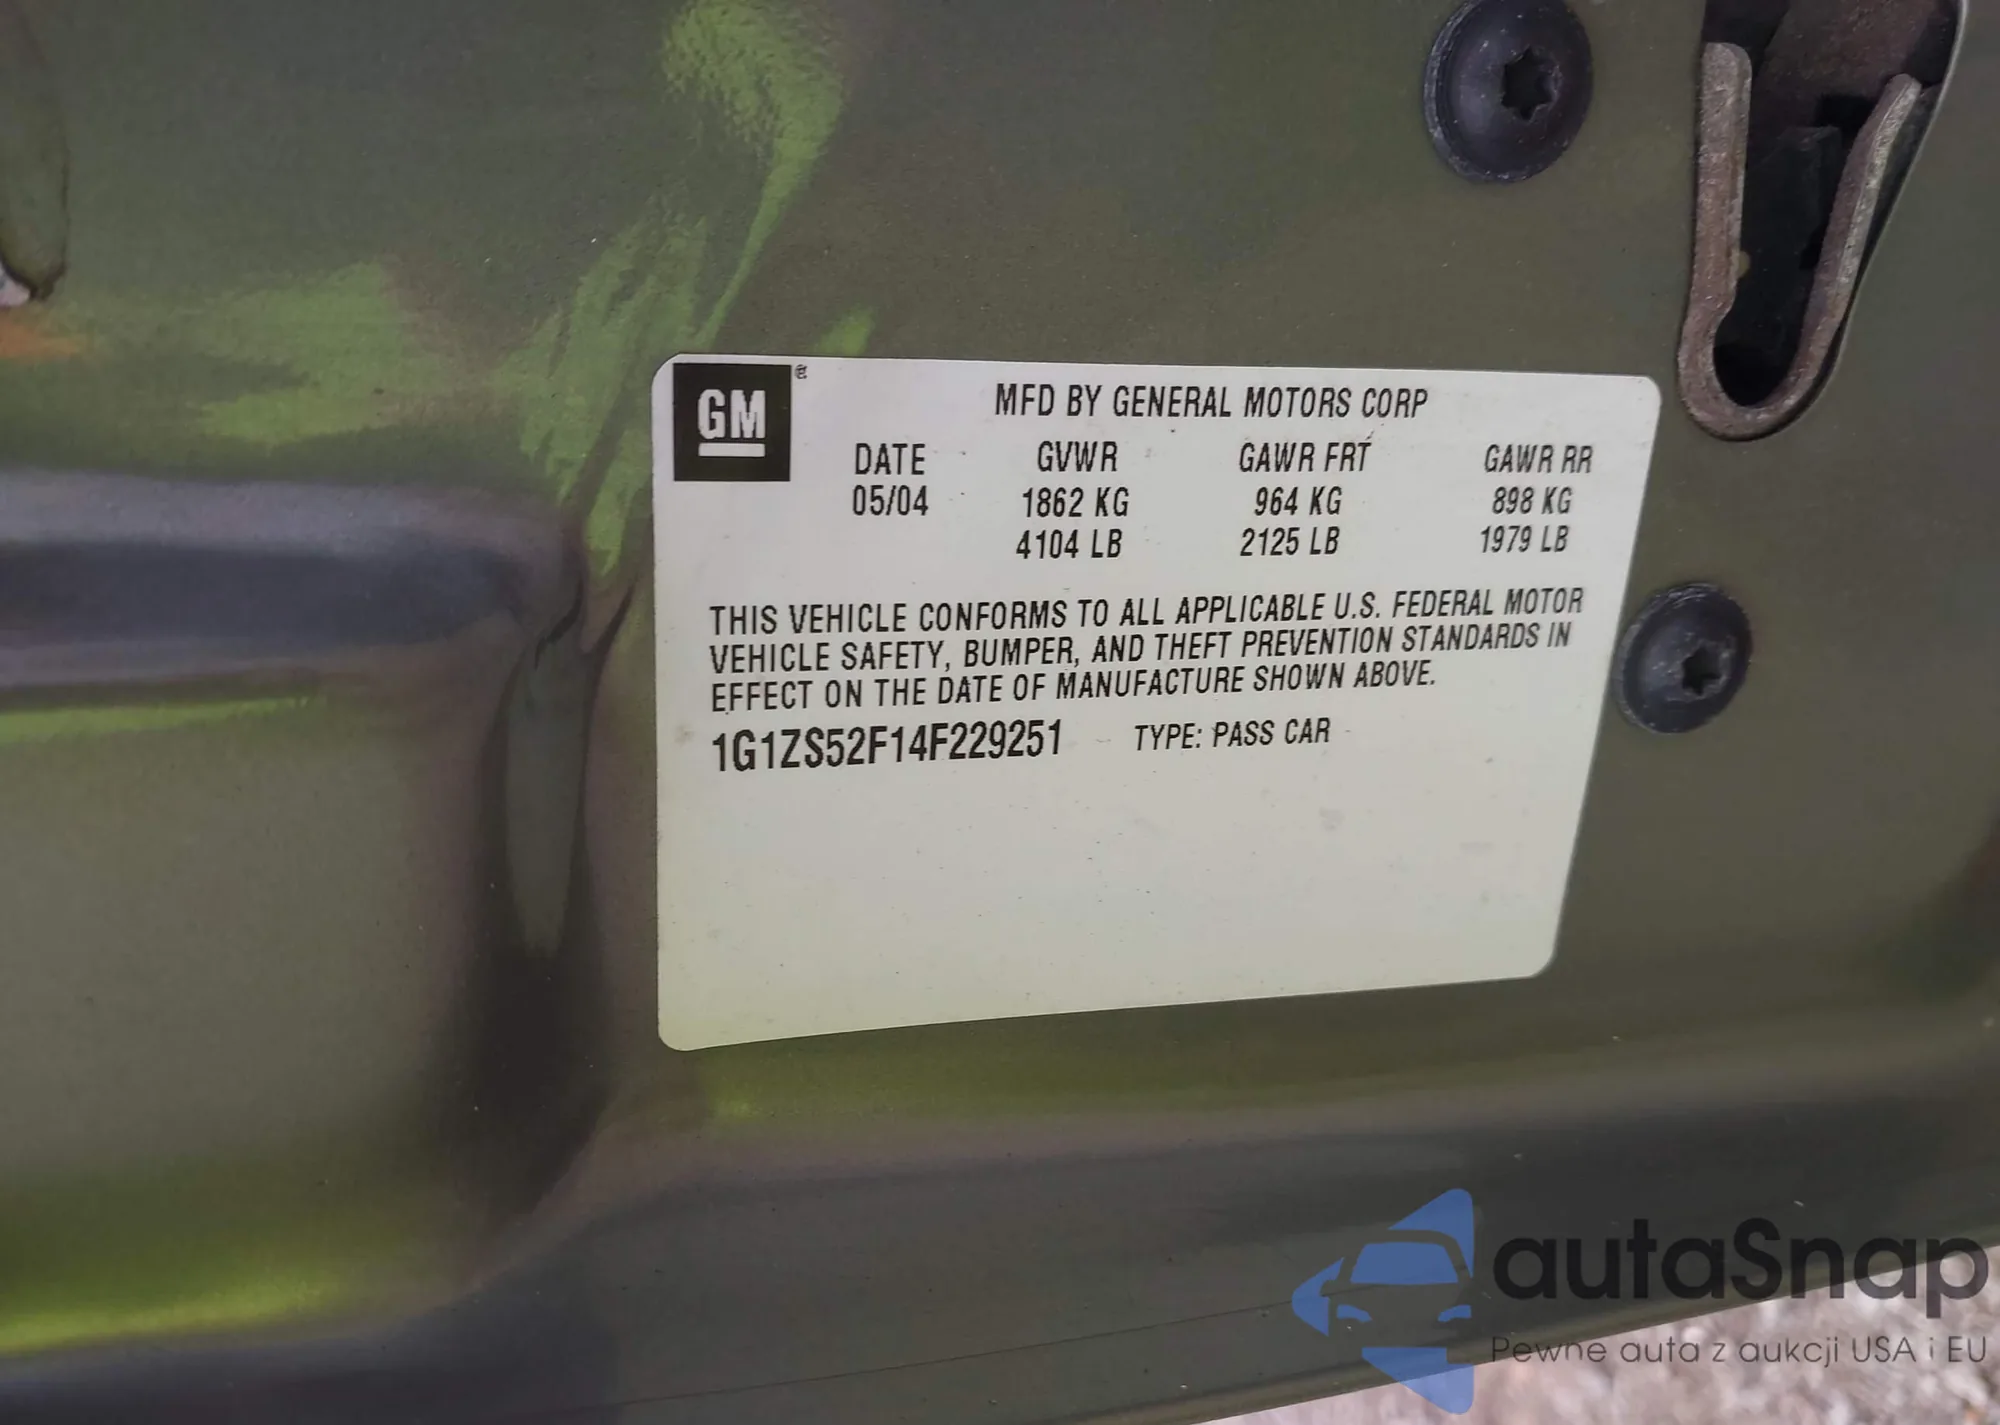 GM ®
MFD BY GENERAL MOTORS CORP
DATE GVWR GAWR FRT GAWR RR
05/04 1862 KG 964 KG 898 KG
4104 LB 2125 LB 1979 LB
THIS VEHICLE CONFORMS TO ALL APPLICABLE U.S. FEDERAL MOTOR
VEHICLE SAFETY, BUMPER, AND THEFT PREVENTION STANDARDS IN
EFFECT ON THE DATE OF MANUFACTURE SHOWN ABOVE.
1G1ZS52F14F229251 TYPE: PASS CAR
autaSnap
Pewne auta z aukcji USA i EU